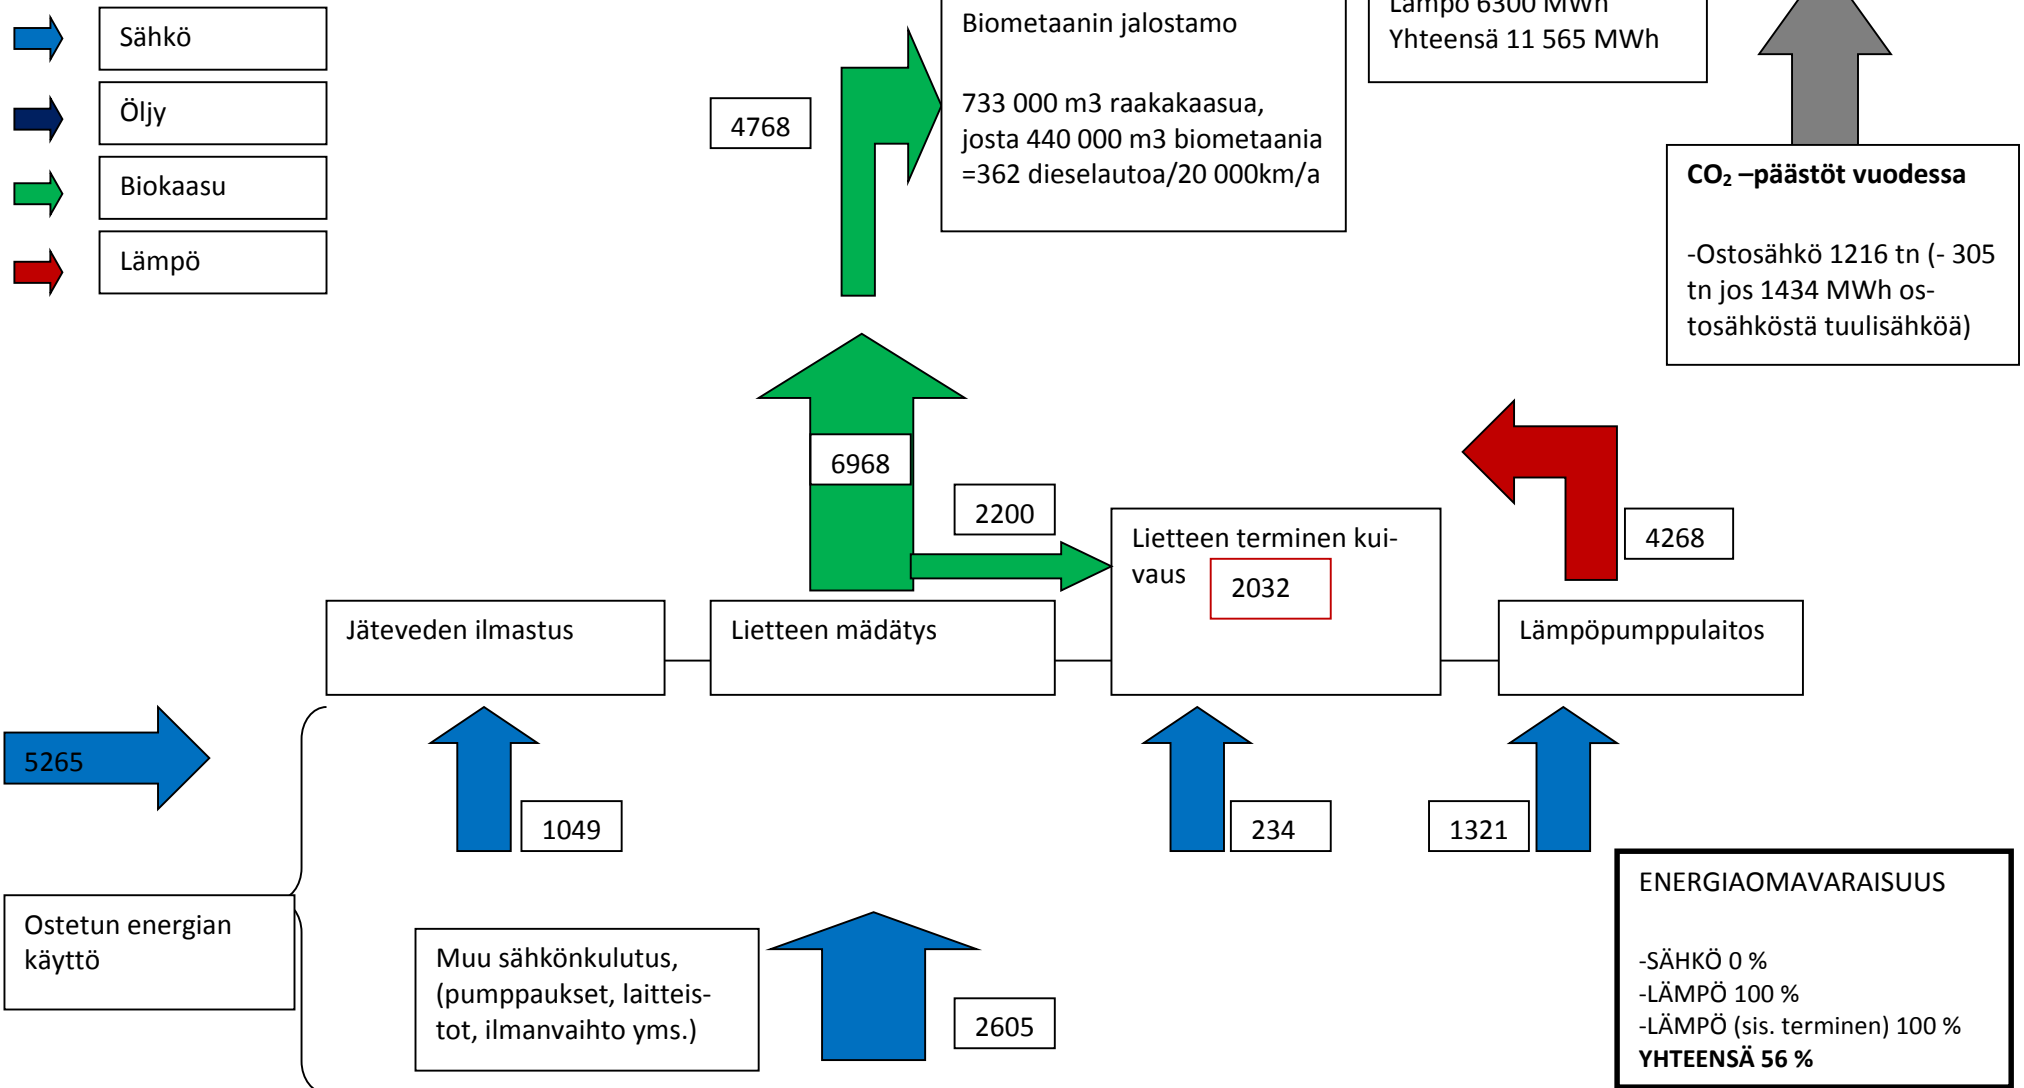 Sähkö
Öljy
Biokaasu
Lämpö
4768
Biometaanin jalostamo
733 000 m3 raakakaasua,
josta 440 000 m3 biometaania
=362 dieselautoa/20 000km/a
Lämpö 6300 MWh
Yhteensä 11 565 MWh
CO₂ –päästöt vuodessa
-Ostosähkö 1216 tn (- 305
tn jos 1434 MWh os-
tosähköstä tuulisähköä)
6968
2200
Lietteen terminen kui-
vaus
2032
4268
Jäteveden ilmastus
Lietteen mädätys
Lämpöpumppulaitos
5265
1049
234
1321
Ostetun energian
käyttö
Muu sähkönkulutus,
(pumppaukset, laitteis-
tot, ilmanvaihto yms.)
2605
ENERGIAOMAVARAISUUS
-SÄHKÖ 0 %
-LÄMPÖ 100 %
-LÄMPÖ (sis. terminen) 100 %
YHTEENSÄ 56 %